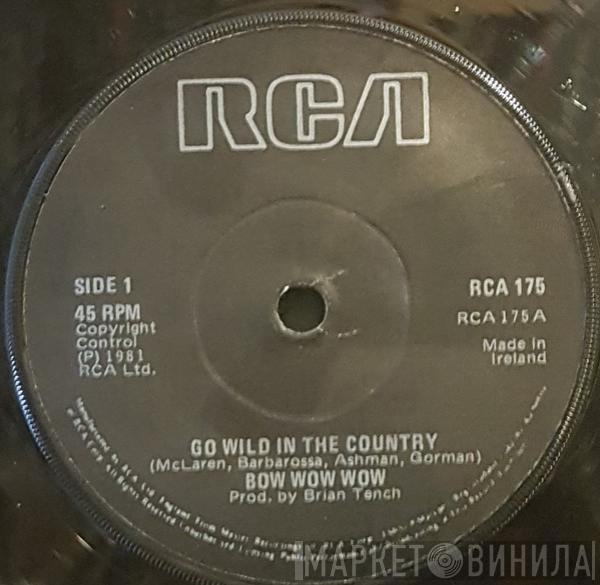 RCA
SIDE 1
45 RPM
Copyright
Control
(P) 1981
RCA Ltd.
RCA 175
RCA 175 A
Made in
Ireland
GO WILD IN THE COUNTRY
(McLaren, Barbarossa, Ashman, Gorman)
BOW WOW WOW
Prod. by Brian Tench
МАРКЕТ ВИНИЛА